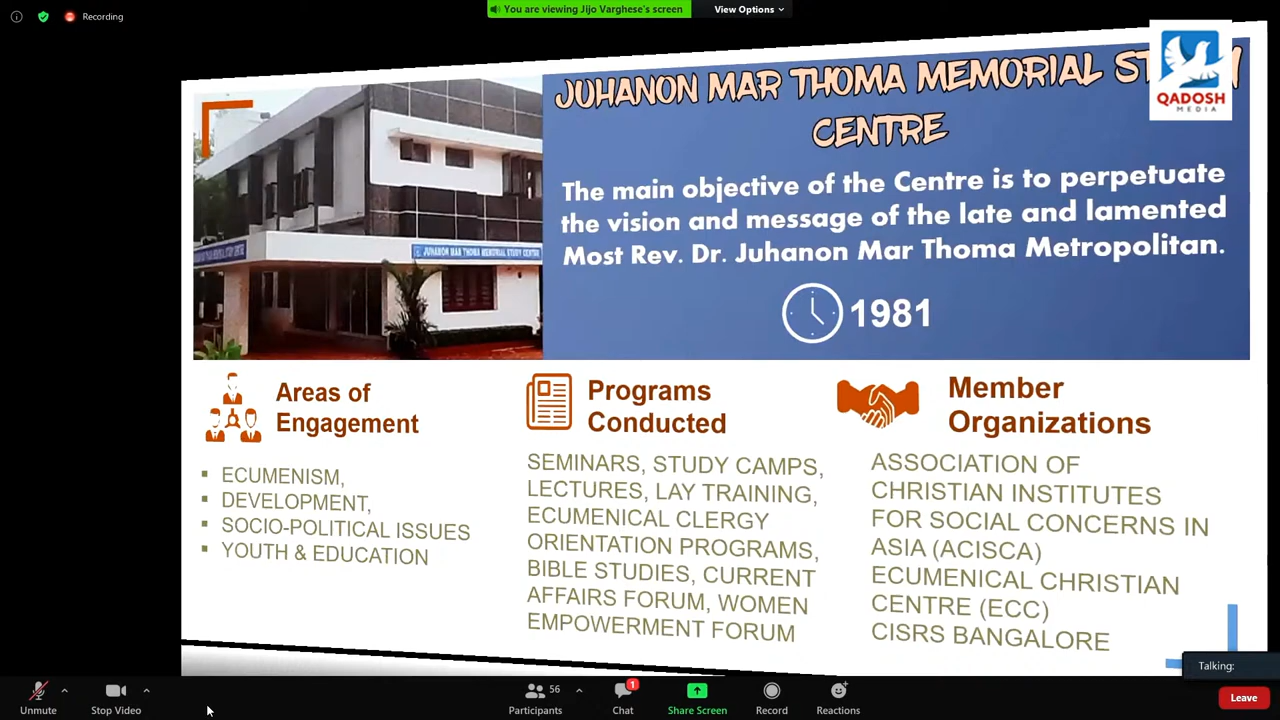 Recording
You are viewing Jijo Varghese's screen
View Options
QADOSH
MEDIA
JUHANON MAR THOMA MEMORIAL
CENTRE
The main objective of the Centre is to perpetuate
the vision and message of the late and lamented
Most Rev. Dr. Juhanon Mar Thoma Metropolitan.
1981
JUHANON MAR THOMA MEMORIAL STUDY CENTRE
Areas of
Engagement
▪ ECUMENISM,
▪ DEVELOPMENT,
▪ SOCIO-POLITICAL ISSUES
▪ YOUTH & EDUCATION
Programs
Conducted
SEMINARS, STUDY CAMPS,
LECTURES, LAY TRAINING,
ECUMENICAL CLERGY
ORIENTATION PROGRAMS,
BIBLE STUDIES, CURRENT
AFFAIRS FORUM, WOMEN
EMPOWERMENT FORUM
Member
Organizations
ASSOCIATION OF
CHRISTIAN INSTITUTES
FOR SOCIAL CONCERNS IN
ASIA (ACISCA)
ECUMENICAL CHRISTIAN
CENTRE (ECC)
CISRS BANGALORE
Talking:
Unmute
Stop Video
56
Participants
1
Chat
Share Screen
Record
Reactions
Leave